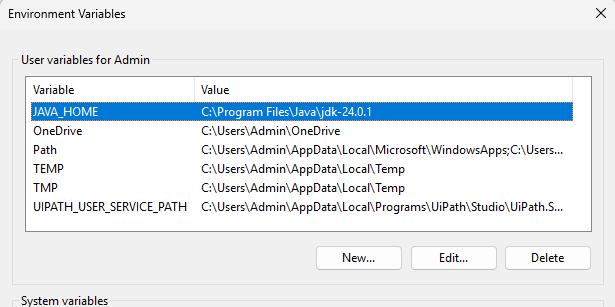 Environment Variables
User variables for Admin
Variable Value
JAVA_HOME C:\Program Files\Java\jdk-24.0.1
OneDrive C:\Users\Admin\OneDrive
Path C:\Users\Admin\AppData\Local\Microsoft\WindowsApps;C:\Users...
TEMP C:\Users\Admin\AppData\Local\Temp
TMP C:\Users\Admin\AppData\Local\Temp
UIPATH_USER_SERVICE_PATH C:\Users\Admin\AppData\Local\Programs\UiPath\Studio\UiPath.S...
New... Edit... Delete
System variables